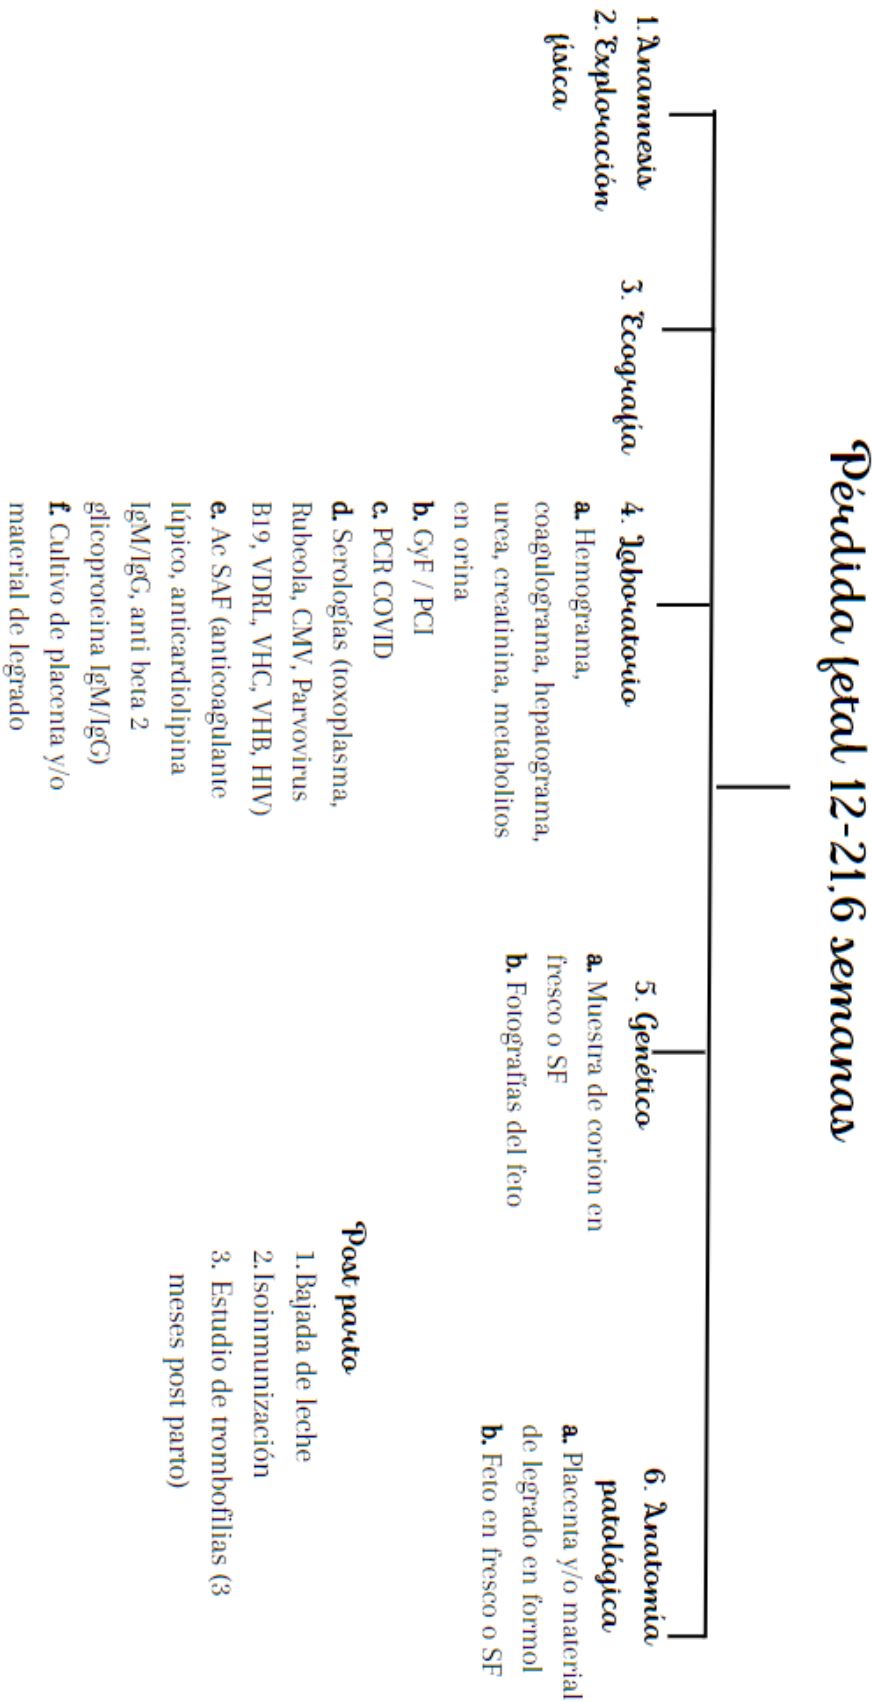 Pérdida fetal 12-21,6 semanas
1. Anamnesis
2. Exploración
física
3. Ecografía
4. Laboratorio
a. Hemograma,
coagulograma, hepatograma,
urea, creatinina, metabolitos
en orina
b. GyF / PCI
c. PCR COVID
d. Serologías (toxoplasma,
Rubeola, CMV, Parvovirus
B19, VDRL, VHC, VHB, HIV)
e. Ac SAF (anticoagulante
lúpico, anticardiolipina
IgM/IgG, anti beta 2
glicoproteina IgM/IgG)
f. Cultivo de placenta y/o
material de legrado
5. Genético
a. Muestra de corion en
fresco o SF
b. Fotografías del feto
6. Anatomía
patológica
a. Placenta y/o material
de legrado en formol
b. Feto en fresco o SF
Post parto
1.Bajada de leche
2.Isoinmunización
3. Estudio de trombofilias (3
meses post parto)